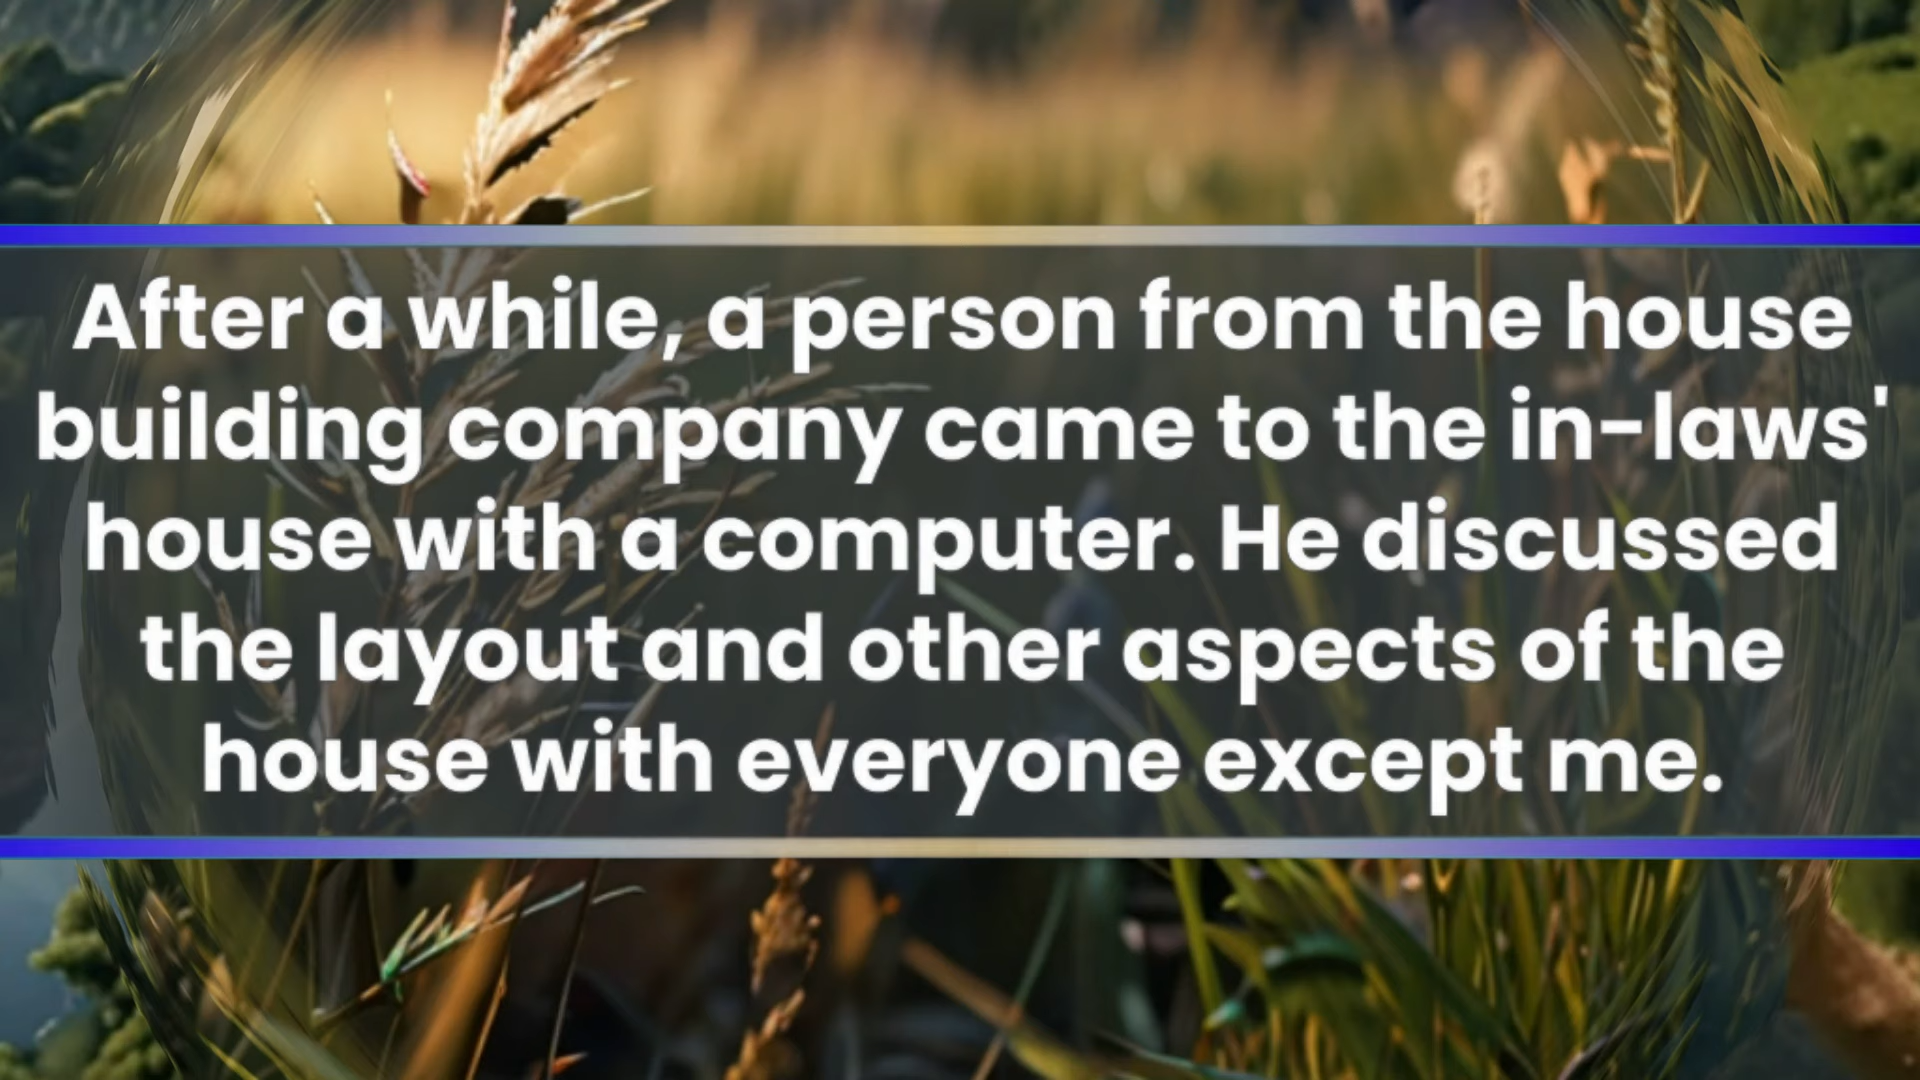 After a while, a person from the house
building company came to the in-laws'
house with a computer. He discussed
the layout and other aspects of the
house with everyone except me.